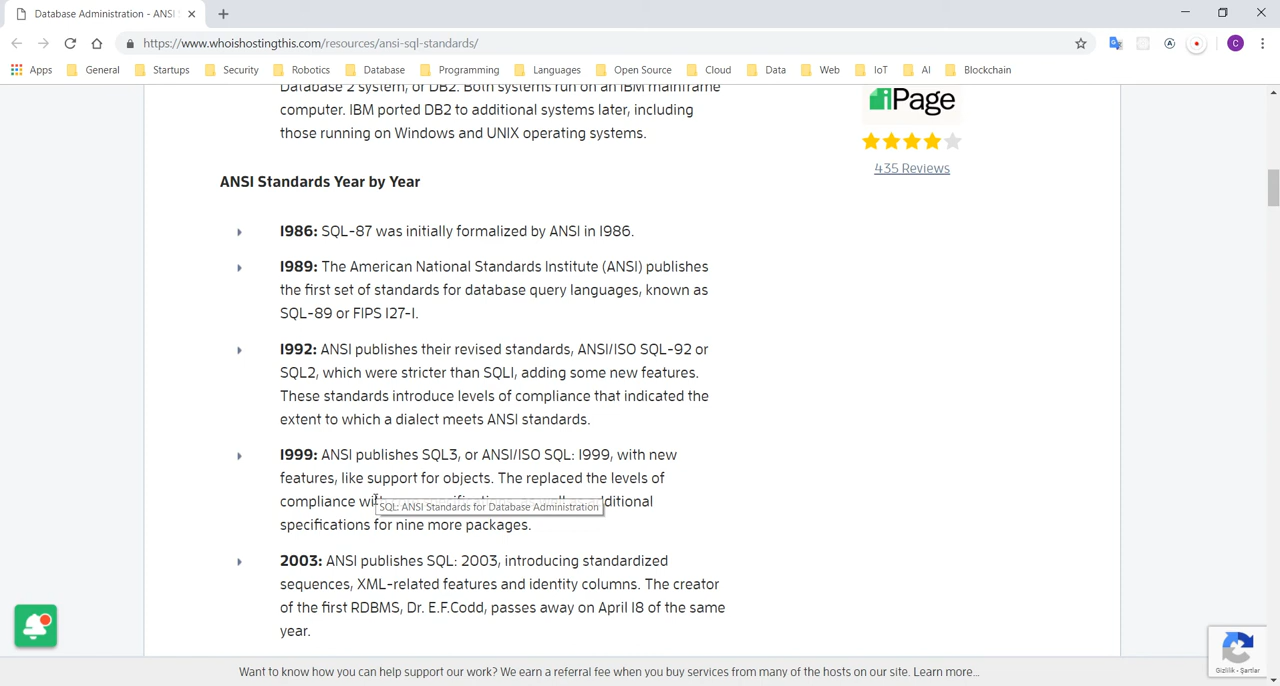 Database Administration - ANSI
https://www.whoishostingthis.com/resources/ansi-sql-standards/
C
Apps General Startups Security Robotics Database Programming Languages Open Source Cloud Data Web IoT AI Blockchain
Database 2 system, or DB2. Both systems run on an IBM mainframe
computer. IBM ported DB2 to additional systems later, including
those running on Windows and UNIX operating systems.
iPage
435 Reviews
ANSI Standards Year by Year
1986: SQL-87 was initially formalized by ANSI in 1986.
1989: The American National Standards Institute (ANSI) publishes
the first set of standards for database query languages, known as
SQL-89 or FIPS 127-1.
1992: ANSI publishes their revised standards, ANSI/ISO SQL-92 or
SQL2, which were stricter than SQL1, adding some new features.
These standards introduce levels of compliance that indicated the
extent to which a dialect meets ANSI standards.
1999: ANSI publishes SQL3, or ANSI/ISO SQL: 1999, with new
features, like support for objects. The replaced the levels of
compliance
SQL: ANSI Standards for Database Administration
specifications for nine more packages.
2003: ANSI publishes SQL: 2003, introducing standardized
sequences, XML-related features and identity columns. The creator
of the first RDBMS, Dr. E.F.Codd, passes away on April 18 of the same
year.
Gizlilik - Şartlar
Want to know how you can help support our work? We earn a referral fee when you buy services from many of the hosts on our site. Learn more...